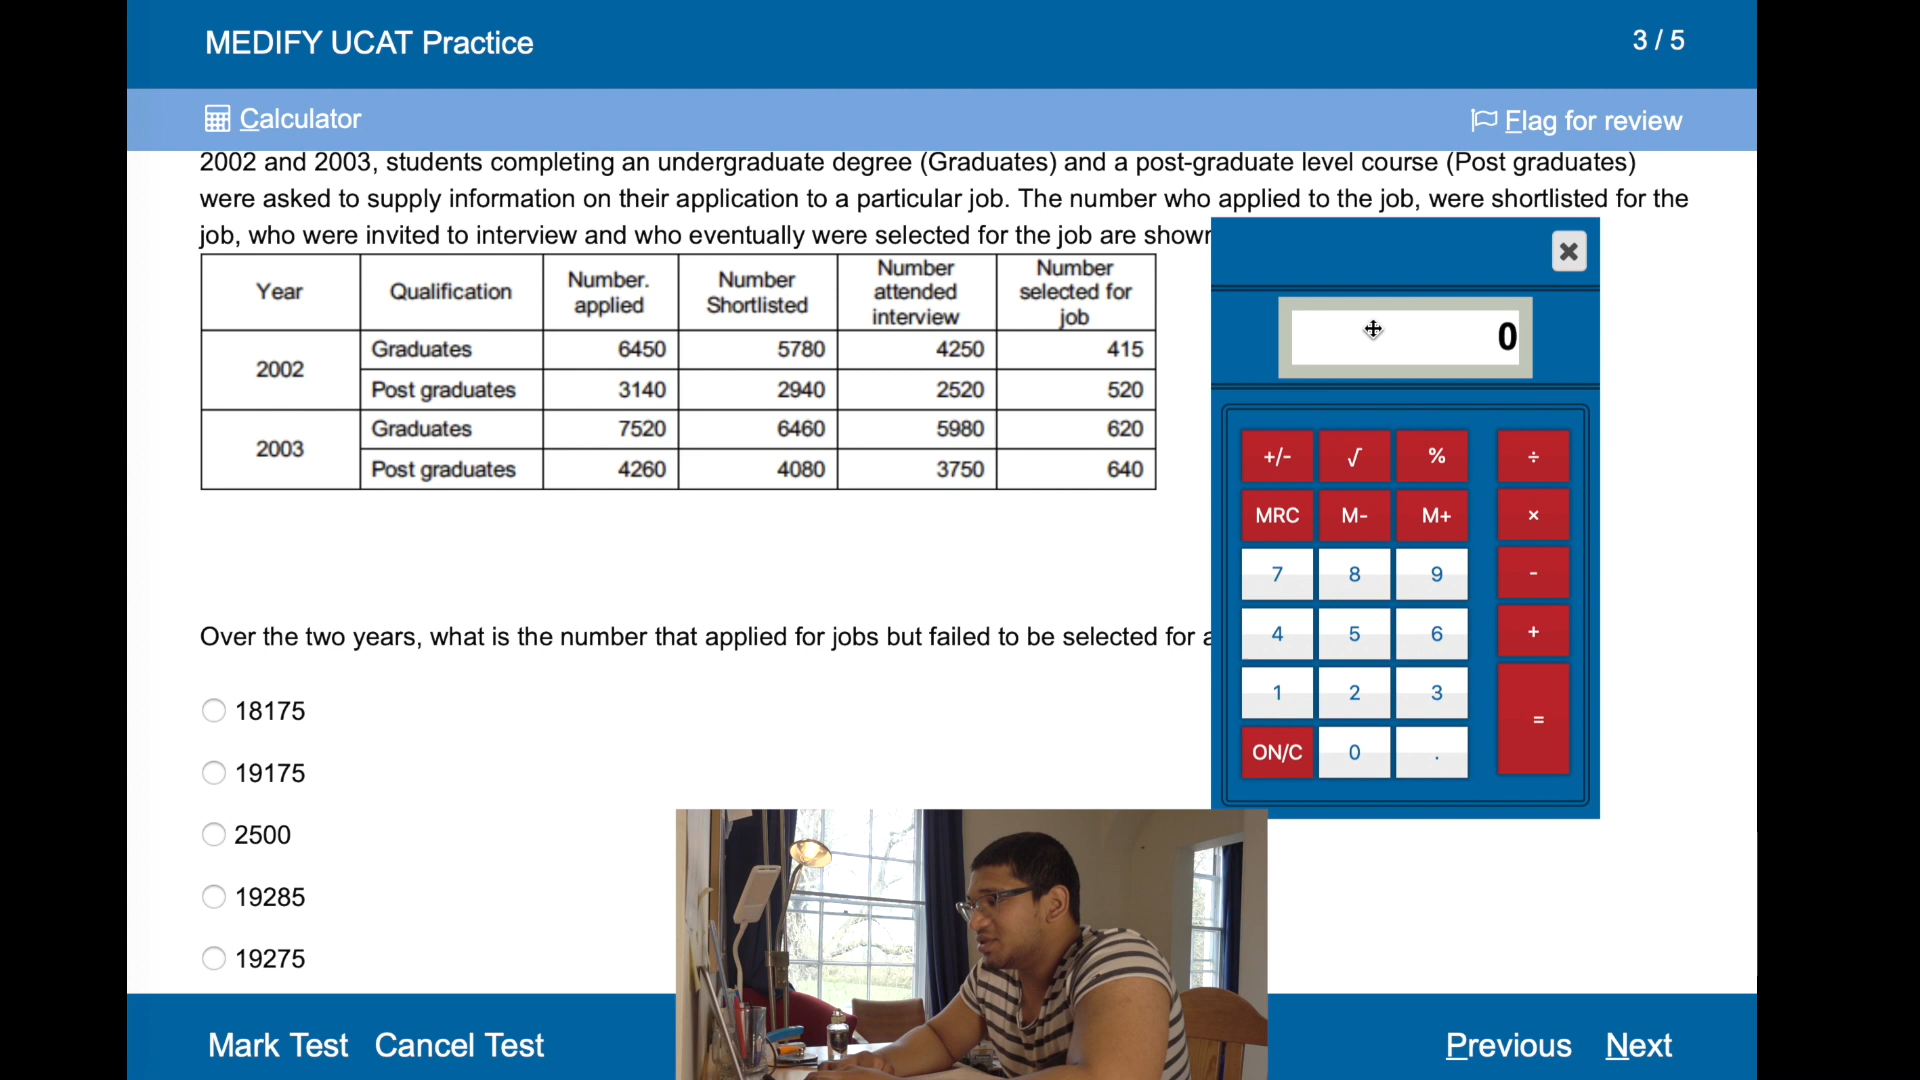 MEDIFY UCAT Practice
3 / 5
Calculator
Flag for review
2002 and 2003, students completing an undergraduate degree (Graduates) and a post-graduate level course (Post graduates)
were asked to supply information on their application to a particular job. The number who applied to the job, were shortlisted for the
job, who were invited to interview and who eventually were selected for the job are shown
Year Qualification Number. applied Number Shortlisted Number attended interview Number selected for job
2002 Graduates 6450 5780 4250 415
Post graduates 3140 2940 2520 520
2003 Graduates 7520 6460 5980 620
Post graduates 4260 4080 3750 640
0
+/- √ % ÷
MRC M- M+ ×
7 8 9 -
4 5 6 +
1 2 3 =
ON/C 0 .
Over the two years, what is the number that applied for jobs but failed to be selected for a
18175
19175
2500
19285
19275
Mark Test Cancel Test
Previous Next